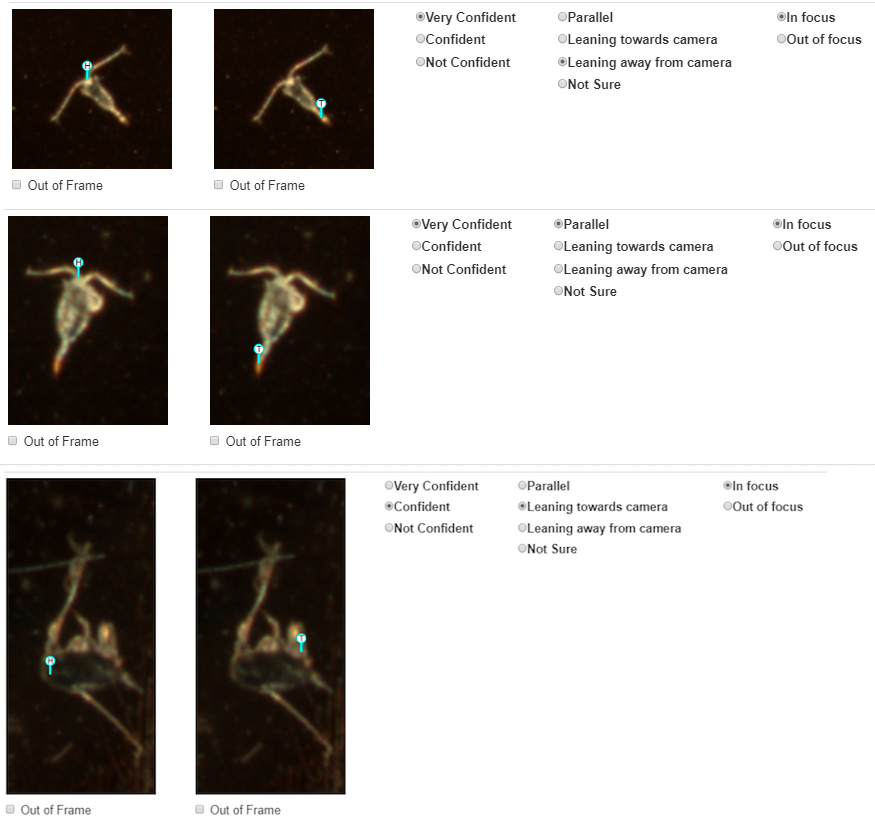 Very Confident Parallel In focus
Confident Leaning towards camera Out of focus
Not Confident Leaning away from camera
Not Sure
H T
Out of Frame Out of Frame
Very Confident Parallel In focus
Confident Leaning towards camera Out of focus
Not Confident Leaning away from camera
Not Sure
H
T
Out of Frame Out of Frame
Very Confident Parallel In focus
Confident Leaning towards camera Out of focus
Not Confident Leaning away from camera
Not Sure
T
H
Out of Frame Out of Frame